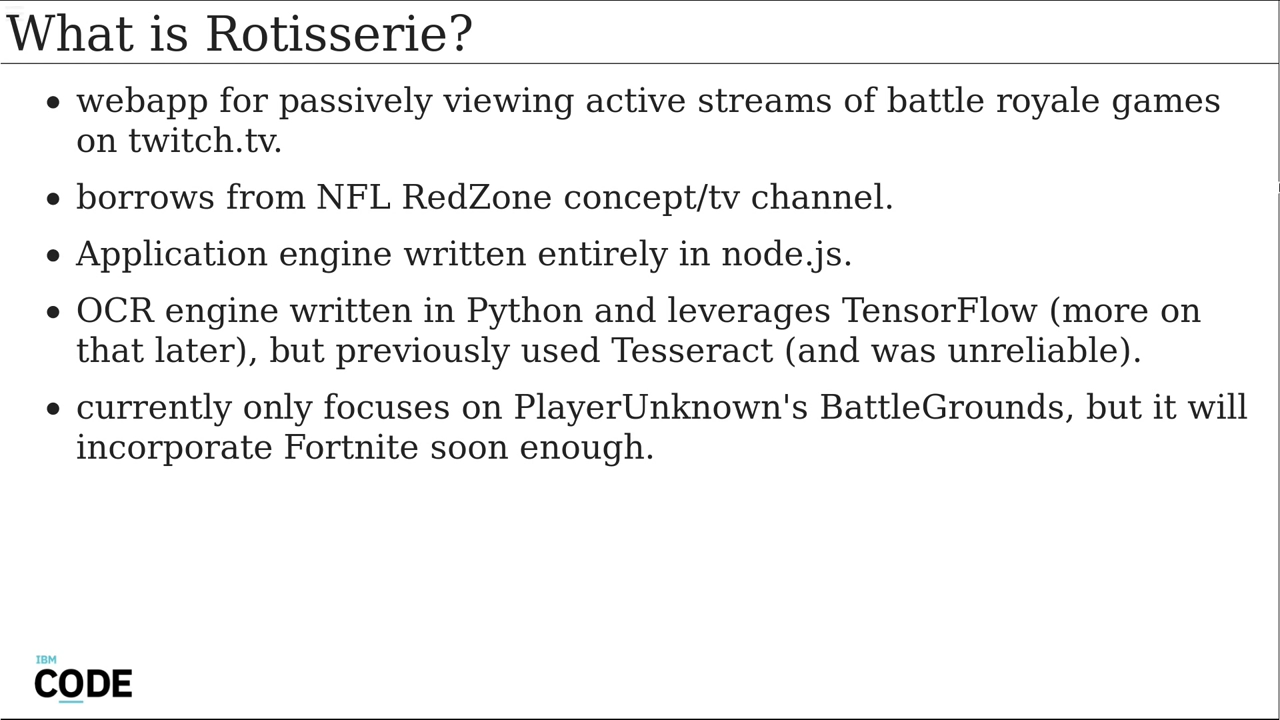 What is Rotisserie?
• webapp for passively viewing active streams of battle royale games
on twitch.tv.
• borrows from NFL RedZone concept/tv channel.
• Application engine written entirely in node.js.
• OCR engine written in Python and leverages TensorFlow (more on
that later), but previously used Tesseract (and was unreliable).
• currently only focuses on PlayerUnknown's BattleGrounds, but it will
incorporate Fortnite soon enough.
IBM
CODE